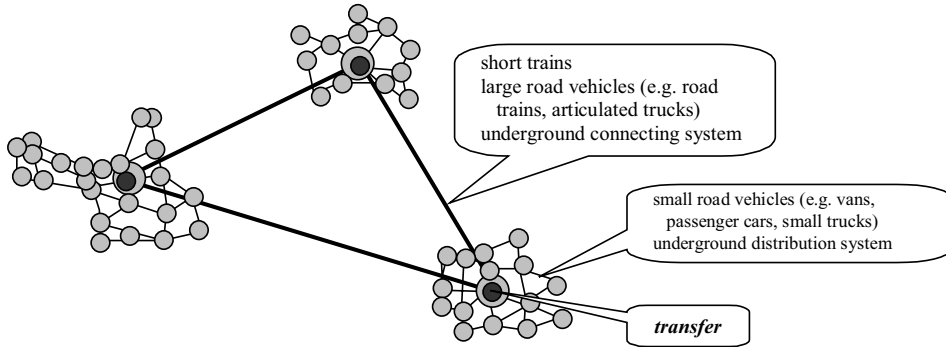 short trains
large road vehicles (e.g. road
trains, articulated trucks)
underground connecting system
small road vehicles (e.g. vans,
passenger cars, small trucks)
underground distribution system
transfer